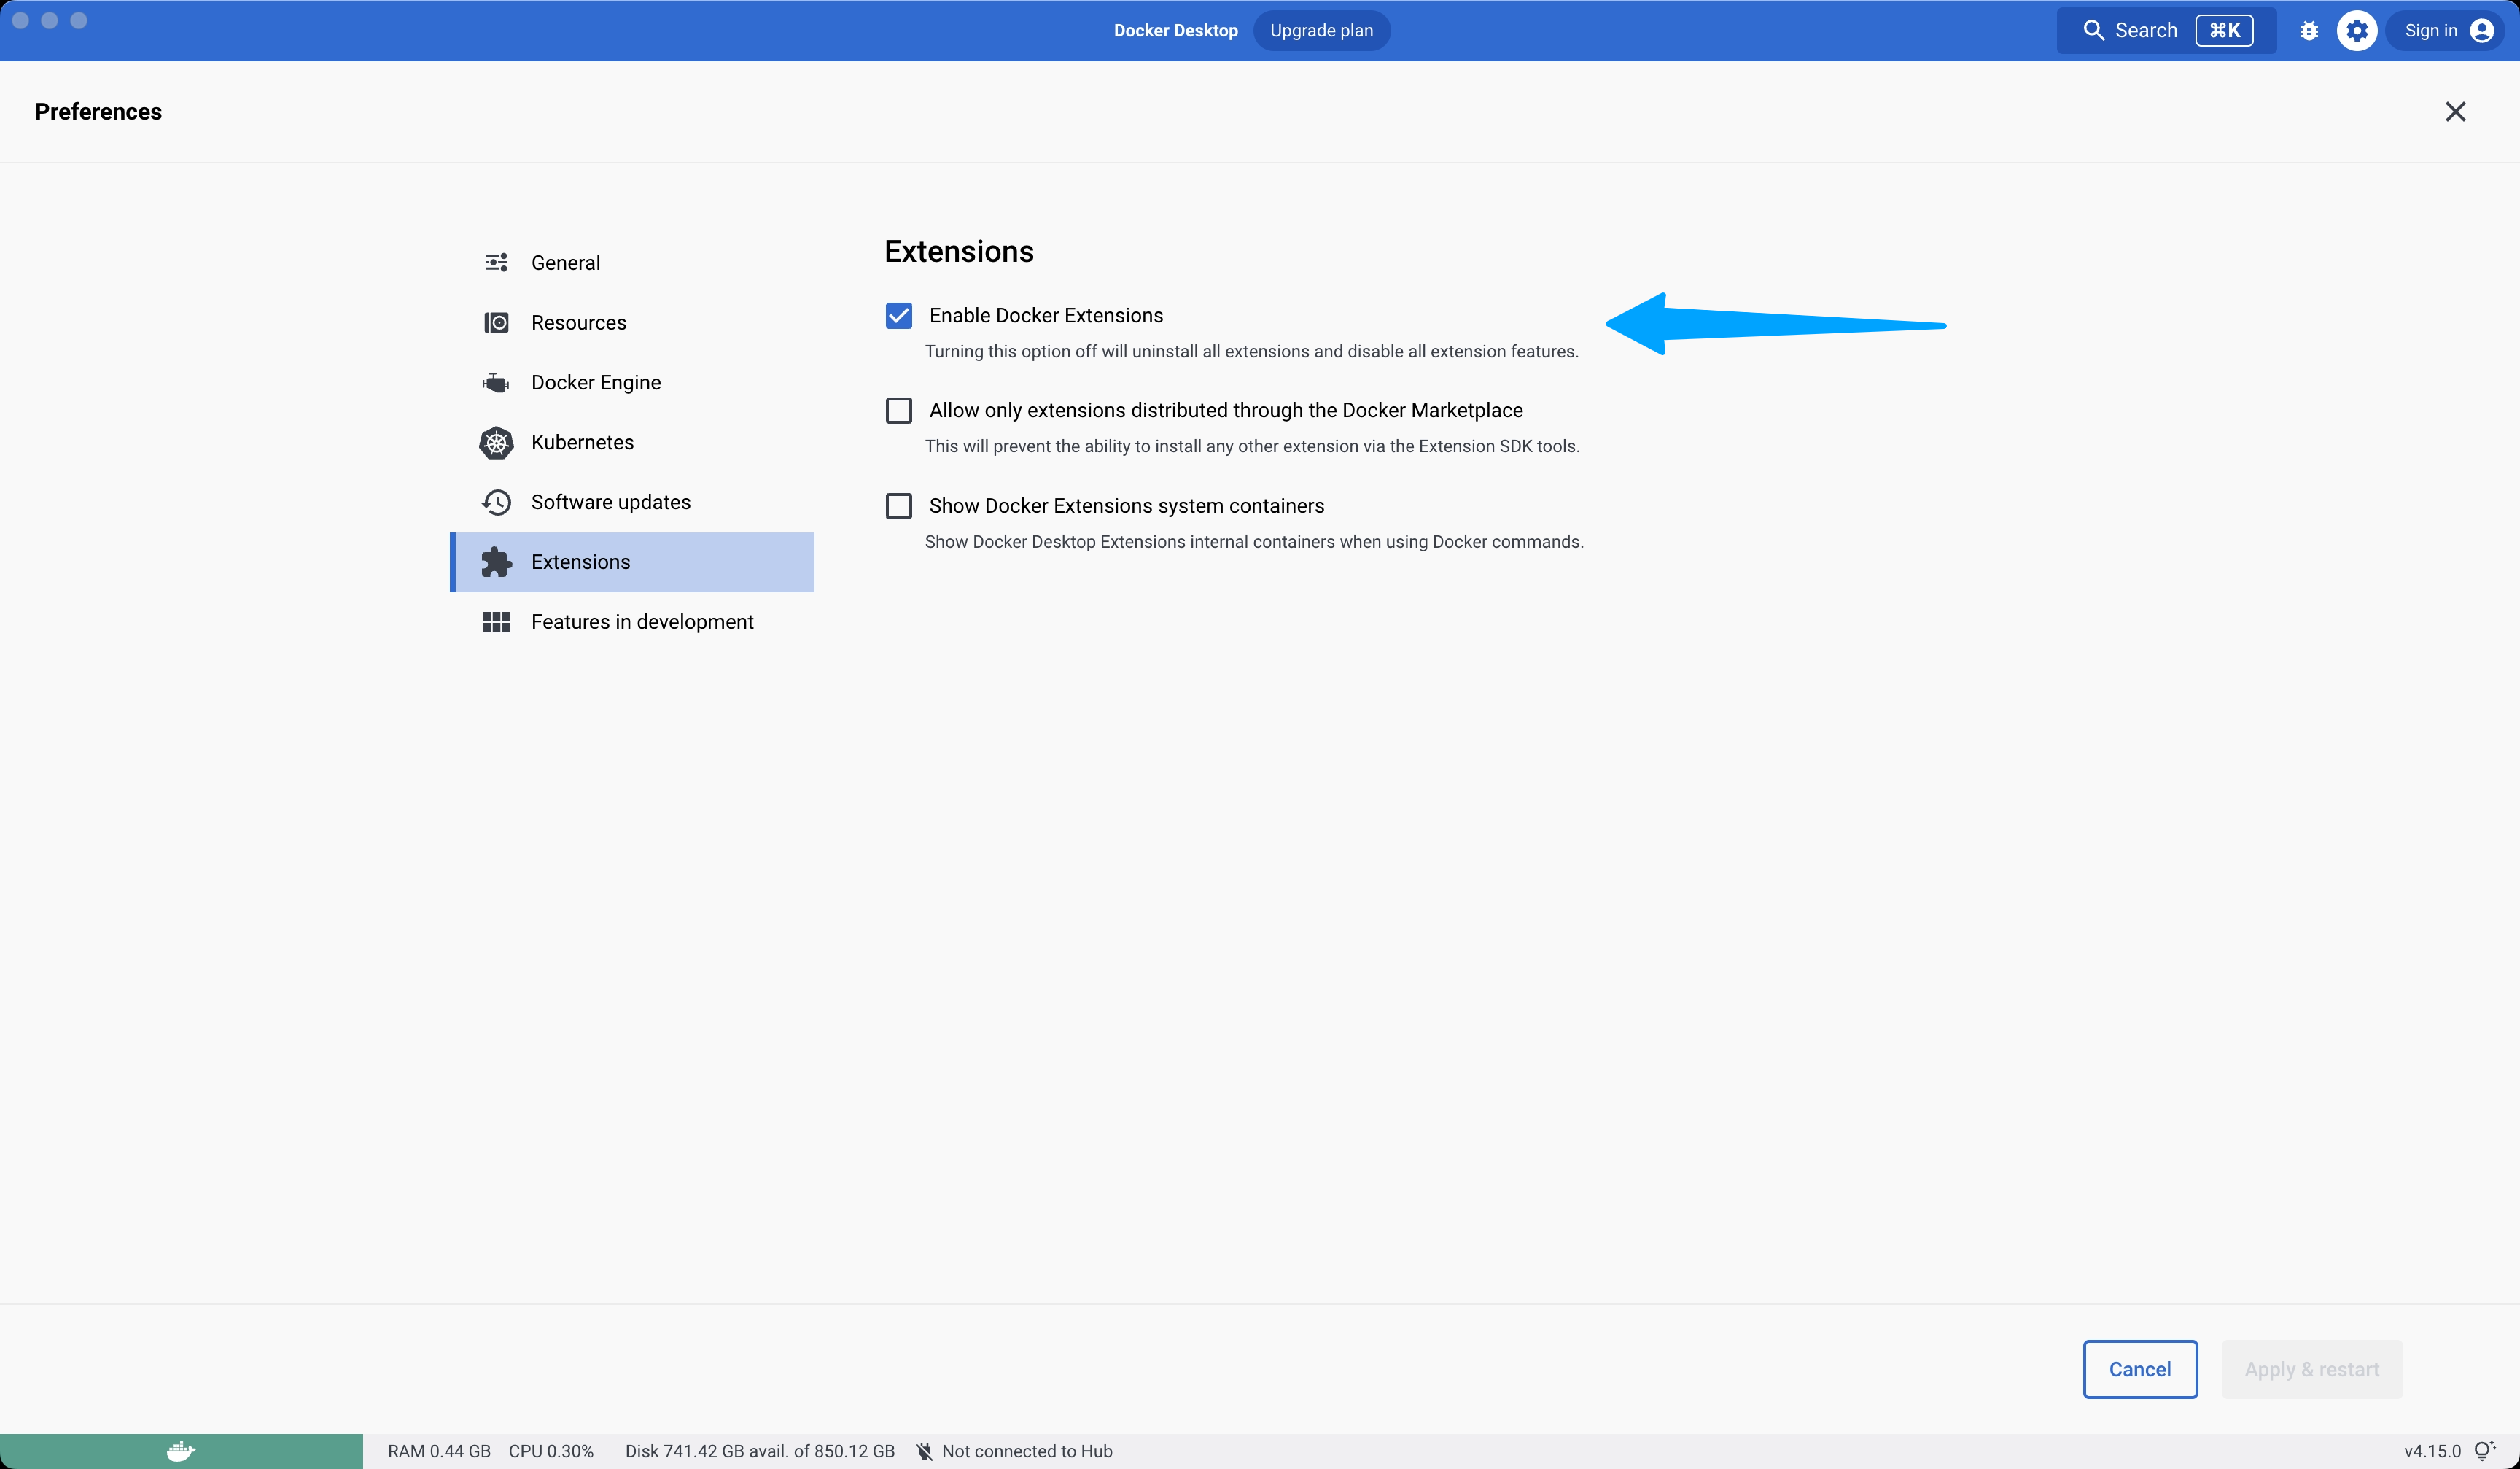 Docker Desktop
Upgrade plan
Search
⌘K
Sign in
Preferences
General
Resources
Docker Engine
Kubernetes
Software updates
Extensions
Features in development
Extensions
Enable Docker Extensions
Turning this option off will uninstall all extensions and disable all extension features.
Allow only extensions distributed through the Docker Marketplace
This will prevent the ability to install any other extension via the Extension SDK tools.
Show Docker Extensions system containers
Show Docker Desktop Extensions internal containers when using Docker commands.
Cancel
Apply & restart
RAM 0.44 GB CPU 0.30% Disk 741.42 GB avail. of 850.12 GB Not connected to Hub
v4.15.0